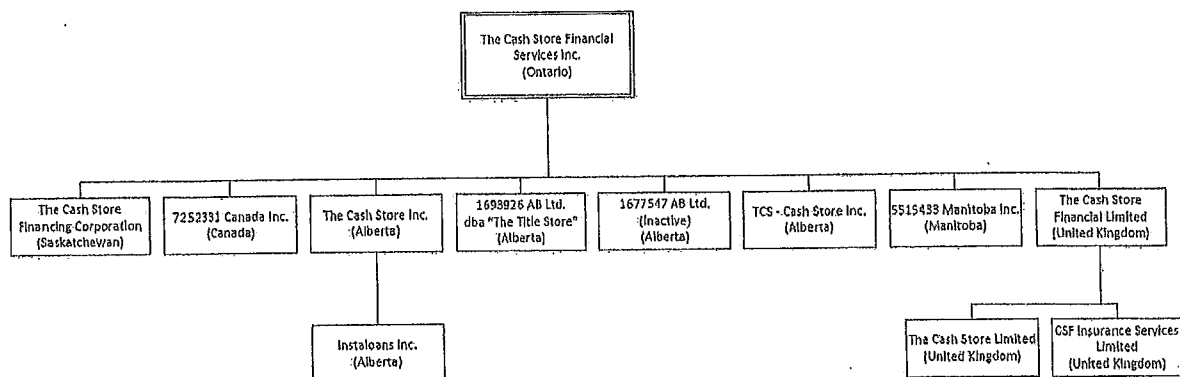 The Cash Store Financial
Services Inc.
(Ontario)
The Cash Store
Financing Corporation
(Saskatchewan)
7252331 Canada Inc.
(Canada)
The Cash Store Inc.
(Alberta)
1698926 AB Ltd.
dba "The Title Store"
(Alberta)
1677547 AB Ltd.
(Inactive)
(Alberta)
TCS - Cash Store Inc.
(Alberta)
5515433 Manitoba Inc.
(Manitoba)
The Cash Store
Financial Limited
(United Kingdom)
Instaloans Inc.
(Alberta)
The Cash Store Limited
(United Kingdom)
CSF Insurance Services
Limited
(United Kingdom)